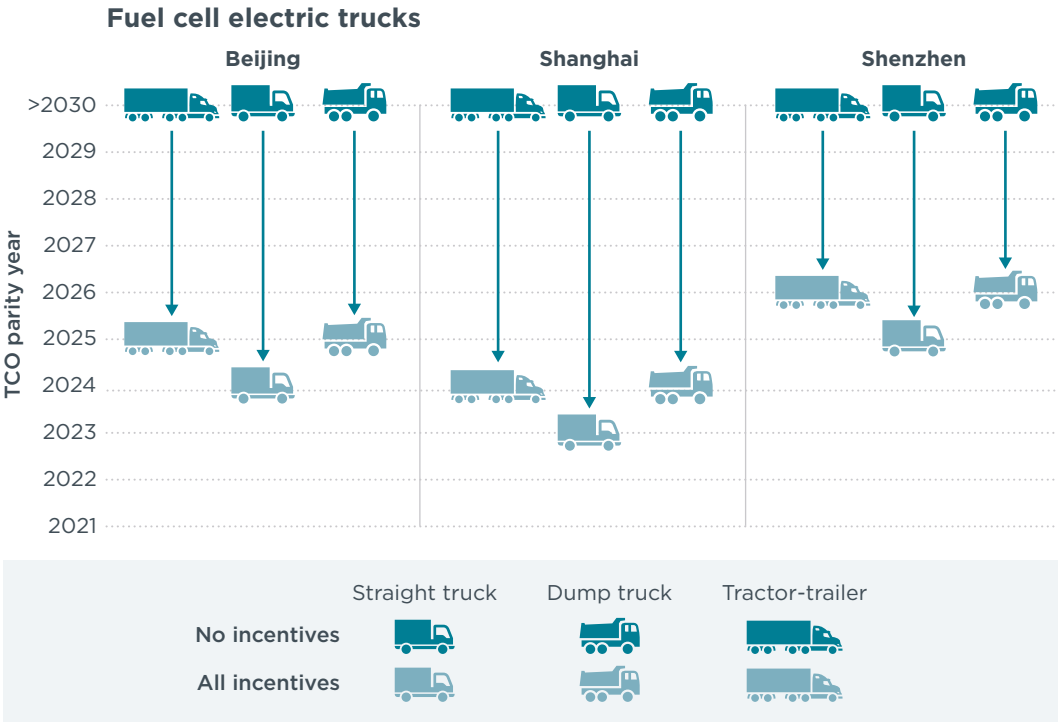 Fuel cell electric trucks
Beijing
Shanghai
Shenzhen
>2030
2029
2028
2027
2026
2025
2024
2023
2022
2021
TCO parity year
Straight truck
Dump truck
Tractor-trailer
No incentives
All incentives